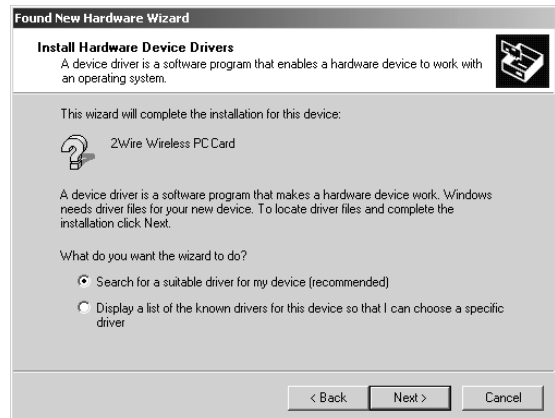 Found New Hardware Wizard
Install Hardware Device Drivers
A device driver is a software program that enables a hardware device to work with
an operating system.
This wizard will complete the installation for this device:
2Wire Wireless PC Card
A device driver is a software program that makes a hardware device work. Windows
needs driver files for your new device. To locate driver files and complete the
installation click Next.
What do you want the wizard to do?
Search for a suitable driver for my device (recommended)
Display a list of the known drivers for this device so that I can choose a specific
driver
< Back Next > Cancel